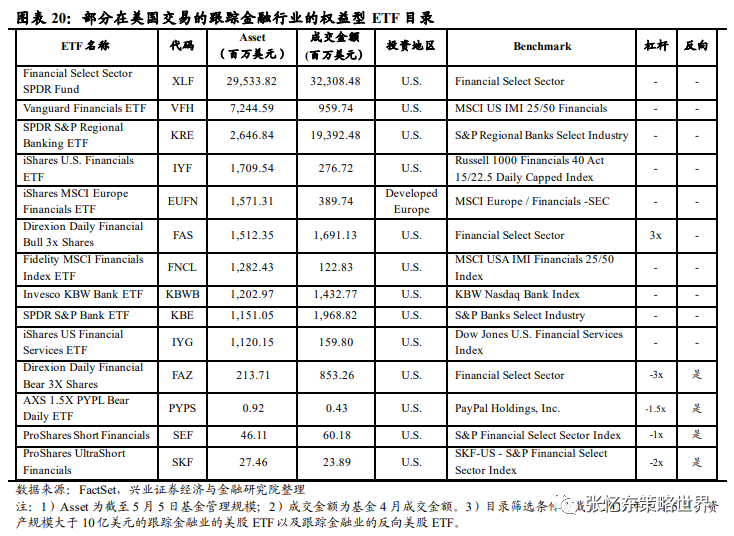 图表 20：部分在美国交易的跟踪金融行业的权益型 ETF 目录
ETF 名称 代码 Asset（百万美元） 成交金额（百万美元） 投资地区 Benchmark 杠杆 反向
Financial Select Sector SPDR Fund XLF 29,533.82 32,308.48 U.S. Financial Select Sector - -
Vanguard Financials ETF VFH 7,244.59 959.74 U.S. MSCI US IMI 25/50 Financials - -
SPDR S&P Regional Banking ETF KRE 2,646.84 19,392.48 U.S. S&P Regional Banks Select Industry - -
iShares U.S. Financials ETF IYF 1,709.54 276.72 U.S. Russell 1000 Financials 40 Act 15/22.5 Daily Capped Index - -
iShares MSCI Europe Financials ETF EUFN 1,571.31 389.74 Developed Europe MSCI Europe / Financials -SEC - -
Direxion Daily Financial Bull 3x Shares FAS 1,512.35 1,691.13 U.S. Financial Select Sector 3x -
Fidelity MSCI Financials Index ETF FNCL 1,282.43 122.83 U.S. MSCI USA IMI Financials 25/50 Index - -
Invesco KBW Bank ETF KBWB 1,202.97 1,432.77 U.S. KBW Nasdaq Bank Index - -
SPDR S&P Bank ETF KBE 1,151.05 1,968.82 U.S. S&P Banks Select Industry - -
iShares US Financial Services ETF IYG 1,120.15 159.80 U.S. Dow Jones U.S. Financial Services Index - -
Direxion Daily Financial Bear 3X Shares FAZ 213.71 853.26 U.S. Financial Select Sector -3x 是
AXS 1.5X PYPL Bear Daily ETF PYPS 0.92 0.43 U.S. PayPal Holdings, Inc. -1.5x 是
ProShares Short Financials SEF 46.11 60.18 U.S. S&P Financial Select Sector Index -1x 是
ProShares UltraShort Financials SKF 27.46 23.89 U.S. SKF-US - S&P Financial Select Sector Index -2x 是
数据来源：FactSet，兴业证券经济与金融研究院整理
注：1）Asset 为截至 5 月 5 日基金管理规模；2）成交金额为基金 4 月成交金额。3）目录筛选条件 资
产规模大于 10 亿美元的跟踪金融业的美股 ETF 以及跟踪金融业的反向美股 ETF。
张忆东策略世界